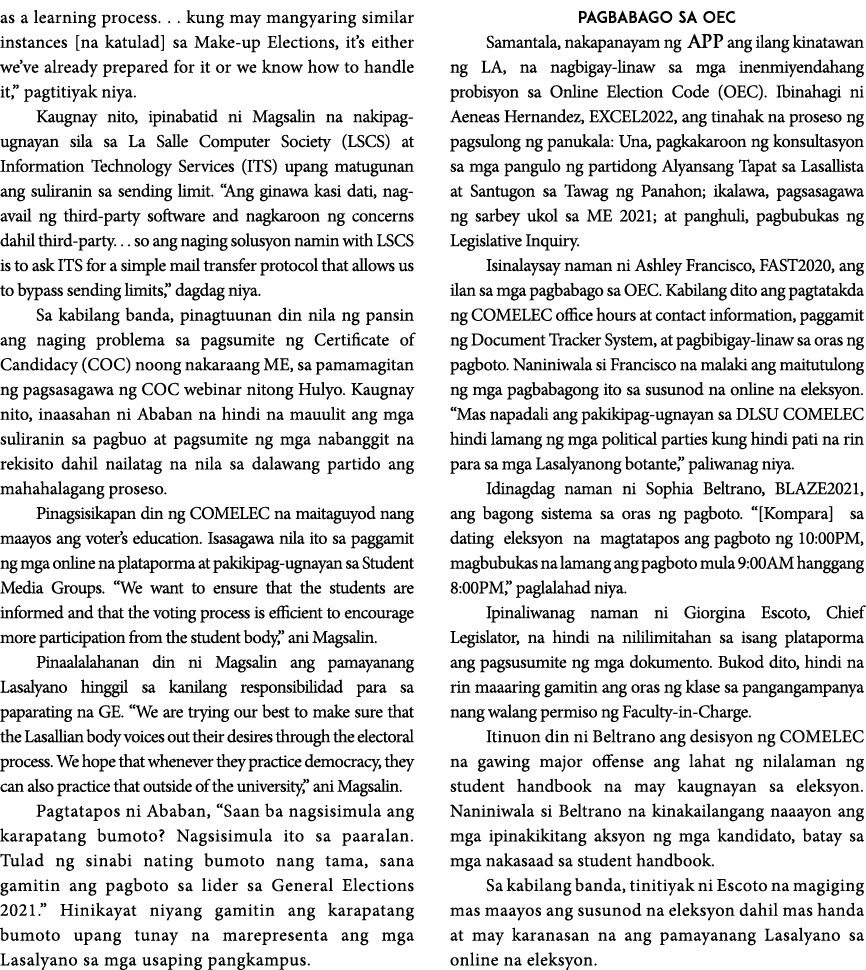 as a learning process. . . kung may mangyaring similar
instances [na katulad] sa Make-up Elections, it’s either
we’ve already prepared for it or we know how to handle
it,” pagtitiyak niya.
Kaugnay nito, ipinabatid ni Magsalin na nakipag-
ugnayan sila sa La Salle Computer Society (LSCS) at
Information Technology Services (ITS) upang matugunan
ang suliranin sa sending limit. “Ang ginawa kasi dati, nag-
avail ng third-party software and nagkaroon ng concerns
dahil third-party. . . so ang naging solusyon namin with LSCS
is to ask ITS for a simple mail transfer protocol that allows us
to bypass sending limits,” dagdag niya.
Sa kabilang banda, pinagtuunan din nila ng pansin
ang naging problema sa pagsumite ng Certificate of
Candidacy (COC) noong nakaraang ME, sa pamamagitan
ng pagsasagawa ng COC webinar nitong Hulyo. Kaugnay
nito, inaasahan ni Ababan na hindi na mauulit ang mga
suliranin sa pagbuo at pagsumite ng mga nabanggit na
rekisito dahil nailatag na nila sa dalawang partido ang
mahahalagang proseso.
Pinagsisikapan din ng COMELEC na maitaguyod nang
maayos ang voter’s education. Isasagawa nila ito sa paggamit
ng mga online na plataporma at pakikipag-ugnayan sa Student
Media Groups. “We want to ensure that the students are
informed and that the voting process is efficient to encourage
more participation from the student body,” ani Magsalin.
Pinaalalahanan din ni Magsalin ang pamayanang
Lasalyano hinggil sa kanilang responsibilidad para sa
paparating na GE. “We are trying our best to make sure that
the Lasallian body voices out their desires through the electoral
process. We hope that whenever they practice democracy, they
can also practice that outside of the university,” ani Magsalin.
Pagtatapos ni Ababan, “Saan ba nagsisimula ang
karapatang bumoto? Nagsisimula ito sa paaralan.
Tulad ng sinabi nating bumoto nang tama, sana
gamitin ang pagboto sa lider sa General Elections
2021.” Hinikayat niyang gamitin ang karapatang
bumoto upang tunay na marepresenta ang mga
Lasalyano sa mga usaping pangkampus.
PAGBABAGO SA OEC
Samantala, nakapanayam ng APP ang ilang kinatawan
ng LA, na nagbigay-linaw sa mga inenmiyendahang
probisyon sa Online Election Code (OEC). Ibinahagi ni
Aeneas Hernandez, EXCEL2022, ang tinahak na proseso ng
pagsulong ng panukala: Una, pagkakaroon ng konsultasyon
sa mga pangulo ng partidong Alyansang Tapat sa Lasallista
at Santugon sa Tawag ng Panahon; ikalawa, pagsasagawa
ng sarbey ukol sa ME 2021; at panghuli, pagbubukas ng
Legislative Inquiry.
Isinalaysay naman ni Ashley Francisco, FAST2020, ang
ilan sa mga pagbabago sa OEC. Kabilang dito ang pagtatakda
ng COMELEC office hours at contact information, paggamit
ng Document Tracker System, at pagbibigay-linaw sa oras ng
pagboto. Naniniwala si Francisco na malaki ang maitutulong
ng mga pagbabagong ito sa susunod na online na eleksyon.
“Mas napadali ang pakikipag-ugnayan sa DLSU COMELEC
hindi lamang ng mga political parties kung hindi pati na rin
para sa mga Lasalyanong botante,” paliwanag niya.
Idinagdag naman ni Sophia Beltrano, BLAZE2021,
ang bagong sistema sa oras ng pagboto. “[Kompara] sa
dating eleksyon na magtatapos ang pagboto ng 10:00PM,
magbubukas na lamang ang pagboto mula 9:00AM hanggang
8:00PM,” paglalahad niya.
Ipinaliwanag naman ni Giorgina Escoto, Chief
Legislator, na hindi na nililimitahan sa isang plataporma
ang pagsusumite ng mga dokumento. Bukod dito, hindi na
rin maaaring gamitin ang oras ng klase sa pangangampanya
nang walang permiso ng Faculty-in-Charge.
Itinuon din ni Beltrano ang desisyon ng COMELEC
na gawing major offense ang lahat ng nilalaman ng
student handbook na may kaugnayan sa eleksyon.
Naniniwala si Beltrano na kinakailangang naaayon ang
mga ipinakikitang aksyon ng mga kandidato, batay sa
mga nakasaad sa student handbook.
Sa kabilang banda, tinitiyak ni Escoto na magiging
mas maayos ang susunod na eleksyon dahil mas handa
at may karanasan na ang pamayanang Lasalyano sa
online na eleksyon.